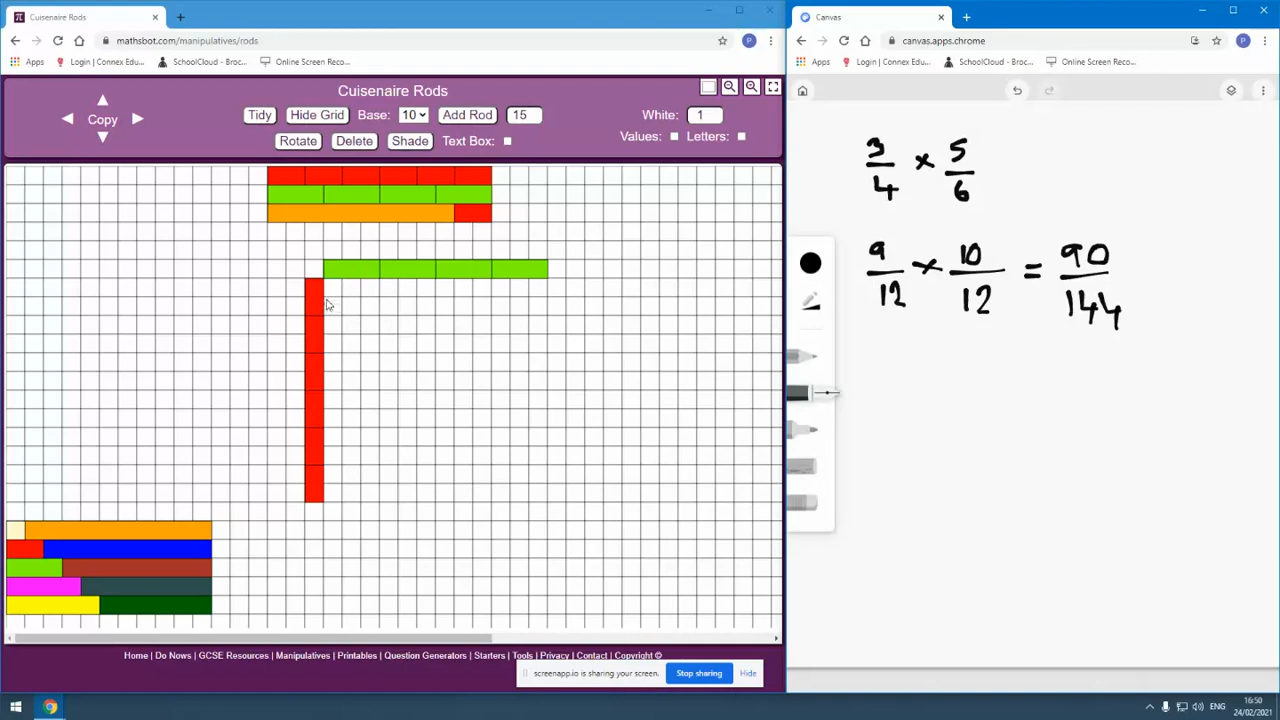 Cuisenaire Rods
mathsbot.com/manipulatives/rods
P
Apps Login | Connex Edu... SchoolCloud - Broc... Online Screen Reco...
Cuisenaire Rods
Copy
Tidy Hide Grid Base: 10 Add Rod 15 White: 1
Rotate Delete Shade Text Box: Values: Letters:
Home | Do Nows | GCSE Resources | Manipulatives | Printables | Question Generators | Starters | Tools | Privacy | Contact | Copyright ©
screenapp.io is sharing your screen. Stop sharing Hide
Canvas
canvas.apps.chrome
P
Apps Login | Connex Edu... SchoolCloud - Broc... Online Screen Reco...
3/4 × 5/6
9/12 × 10/12 = 90/144
ENG
16:50
24/02/2021